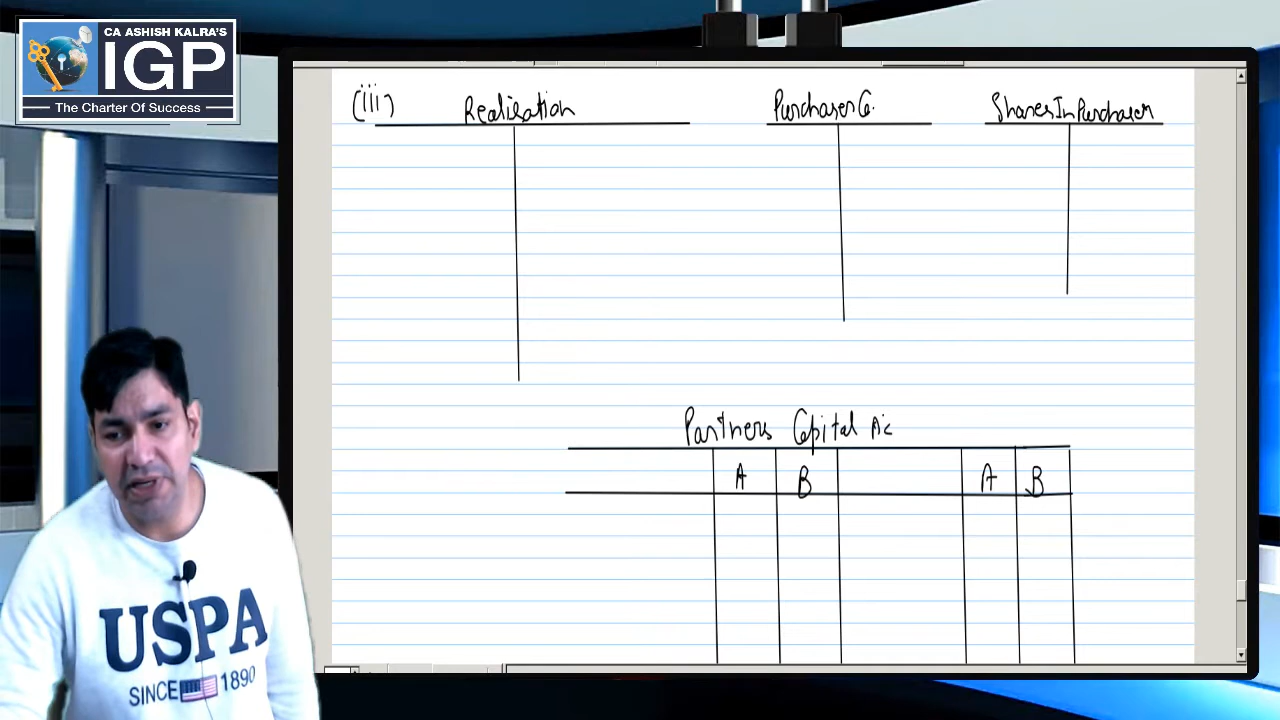 CA ASHISH KALRA'S
IGP
The Charter Of Success
(iii) Realisation Purchaser Co. Shares In Purchaser
Partners Capital A/c
A B A B
USPA
SINCE 1890